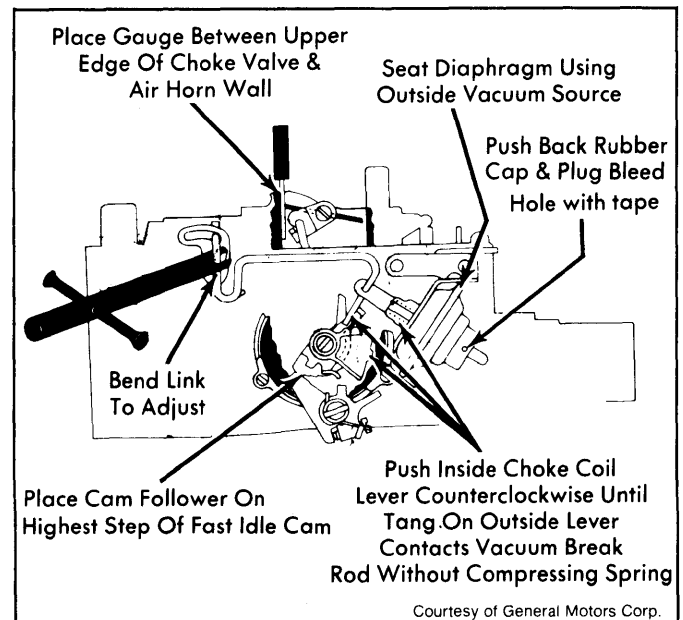 Place Gauge Between Upper
Edge Of Choke Valve &
Air Horn Wall
Seat Diaphragm Using
Outside Vacuum Source
Push Back Rubber
Cap & Plug Bleed
Hole with tape
Bend Link
To Adjust
Place Cam Follower On
Highest Step Of Fast Idle Cam
Push Inside Choke Coil
Lever Counterclockwise Until
Tang On Outside Lever
Contacts Vacuum Break
Rod Without Compressing Spring
Courtesy of General Motors Corp.